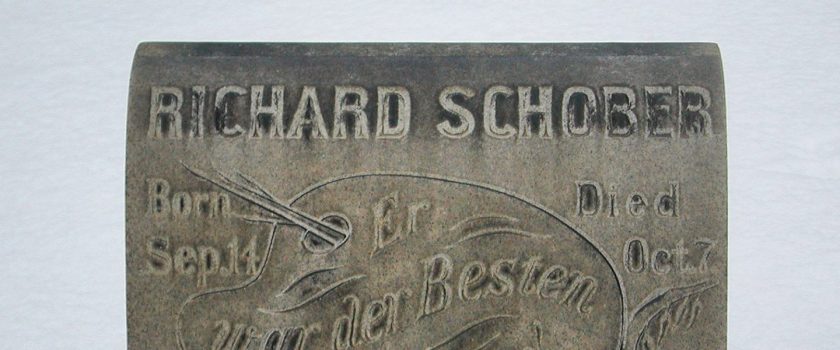 RICHARD SCHOBER
Born
Sep.14
Er
war der Besten
Died
Oct.7